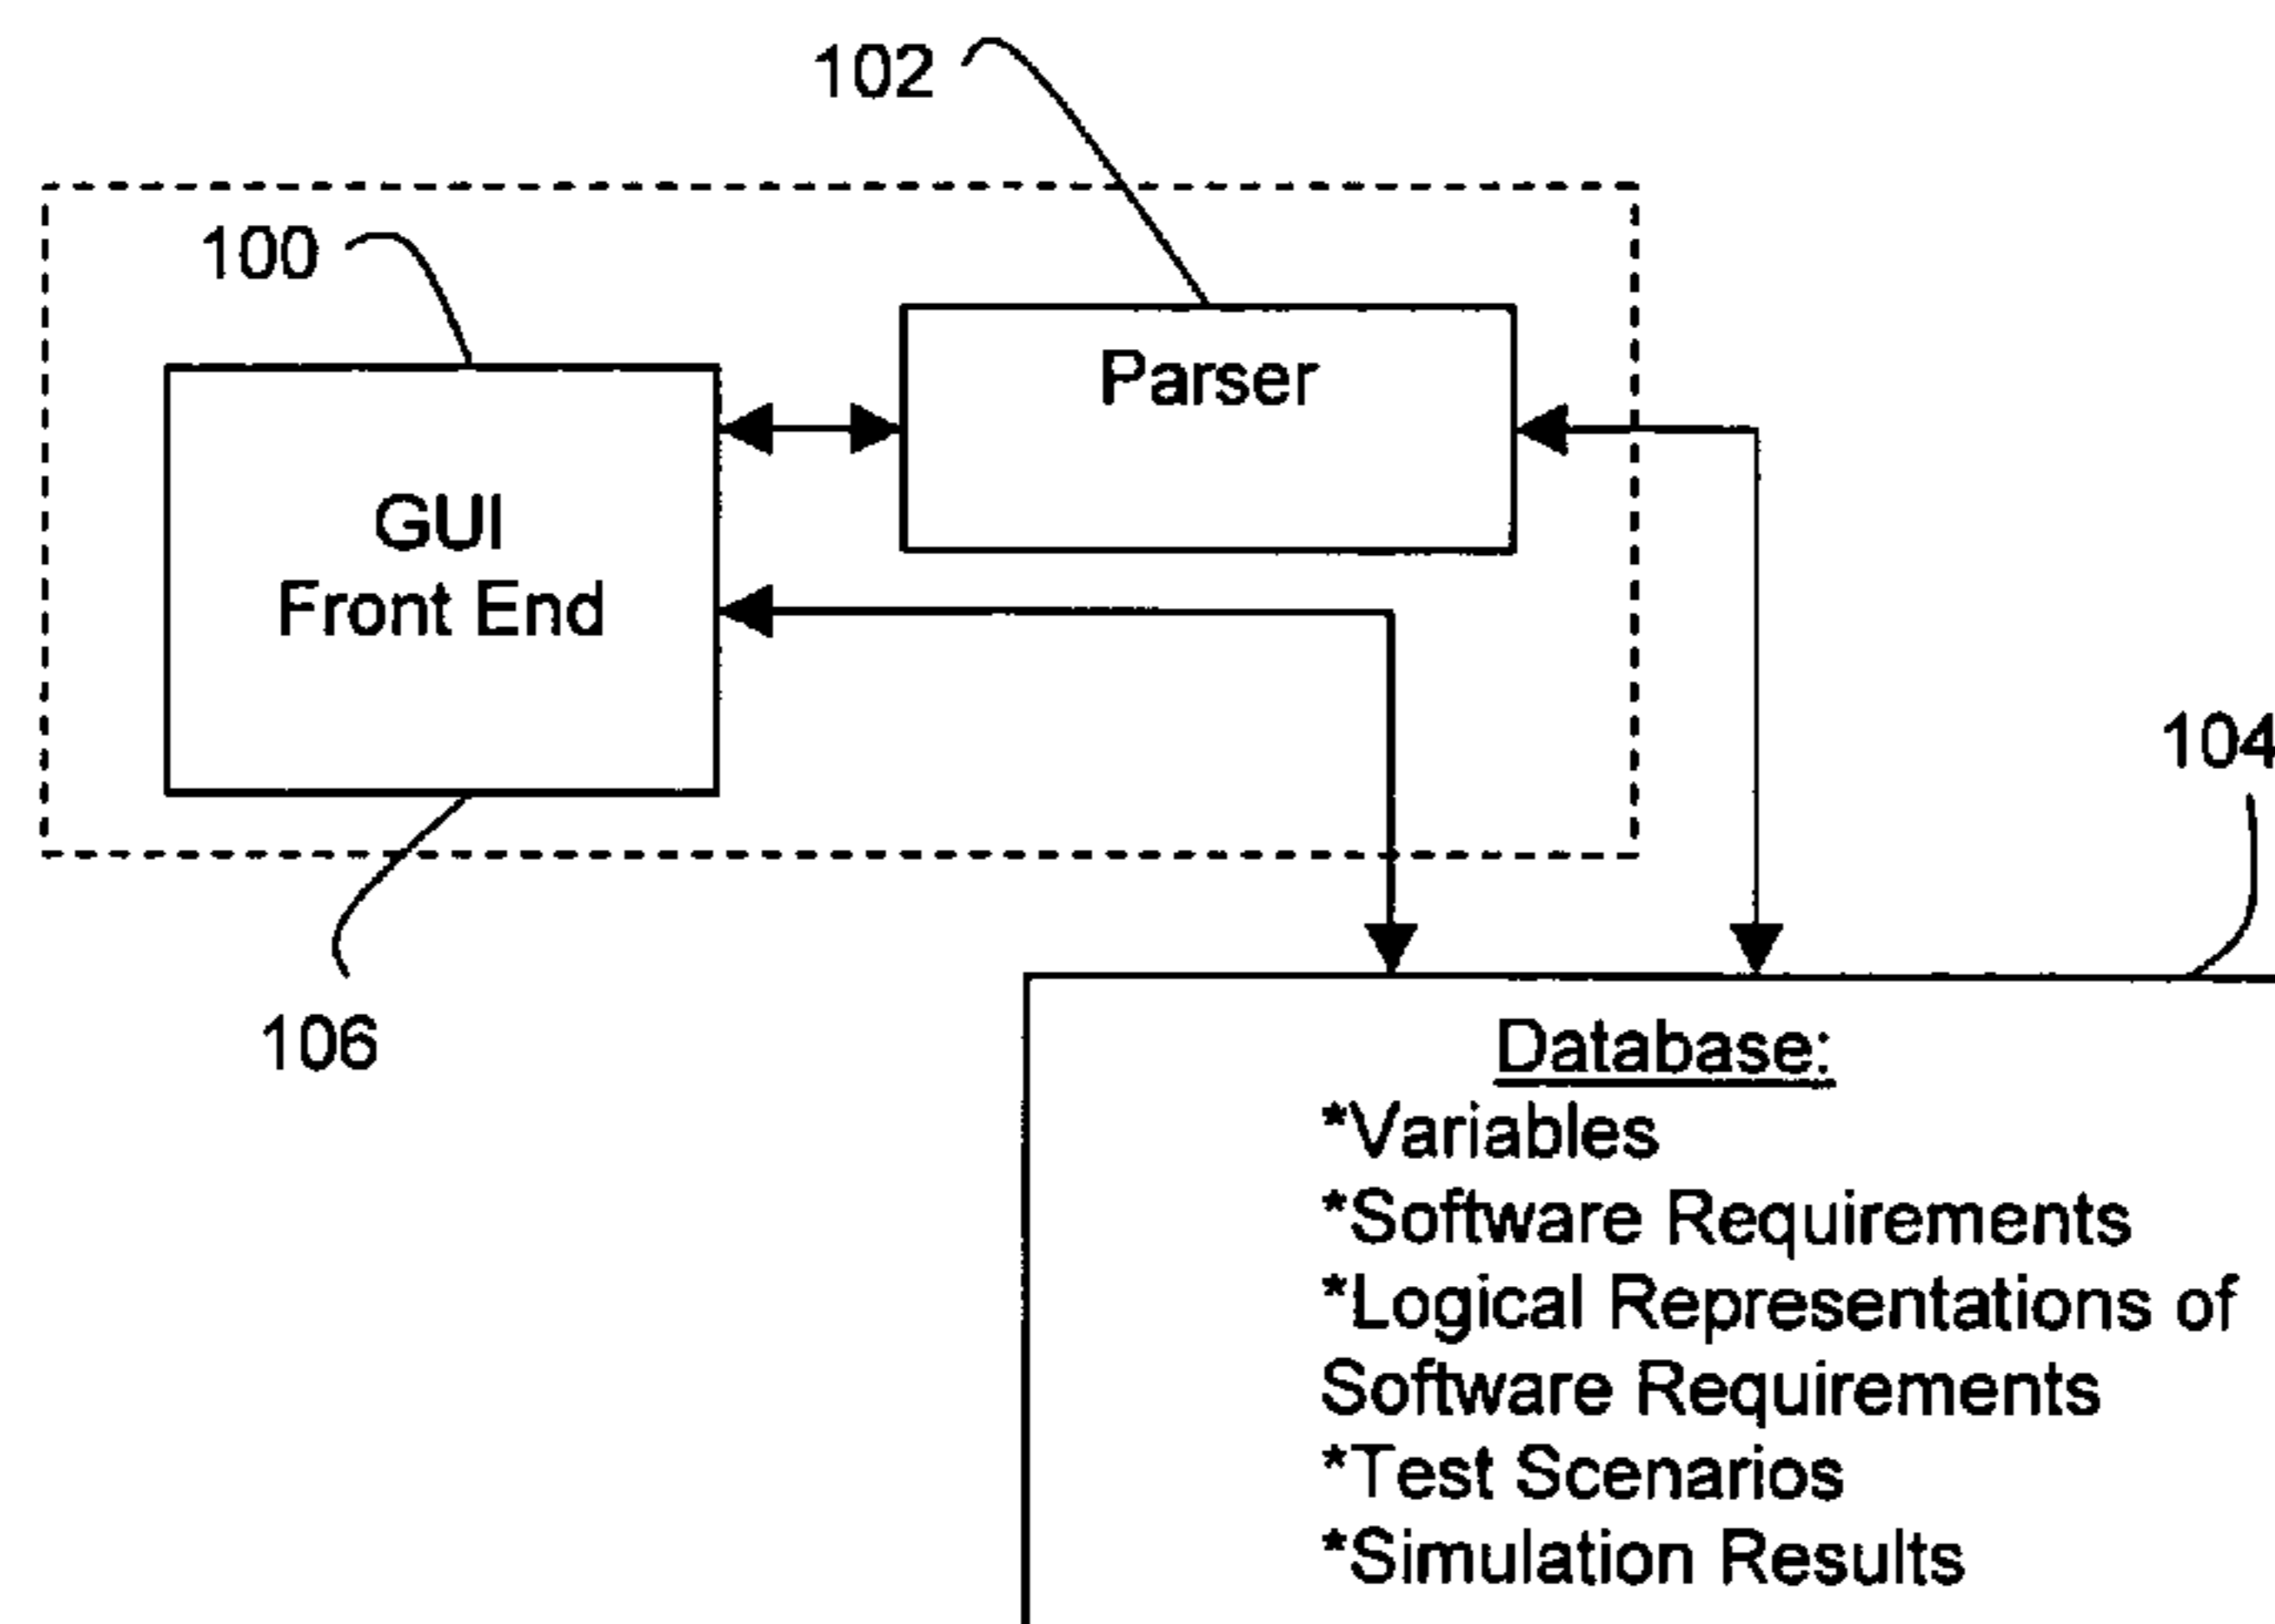 102
100
Parser
GUI
Front End
104
106
Database:
*Variables
*Software Requirements
*Logical Representations of
Software Requirements
*Test Scenarios
*Simulation Results